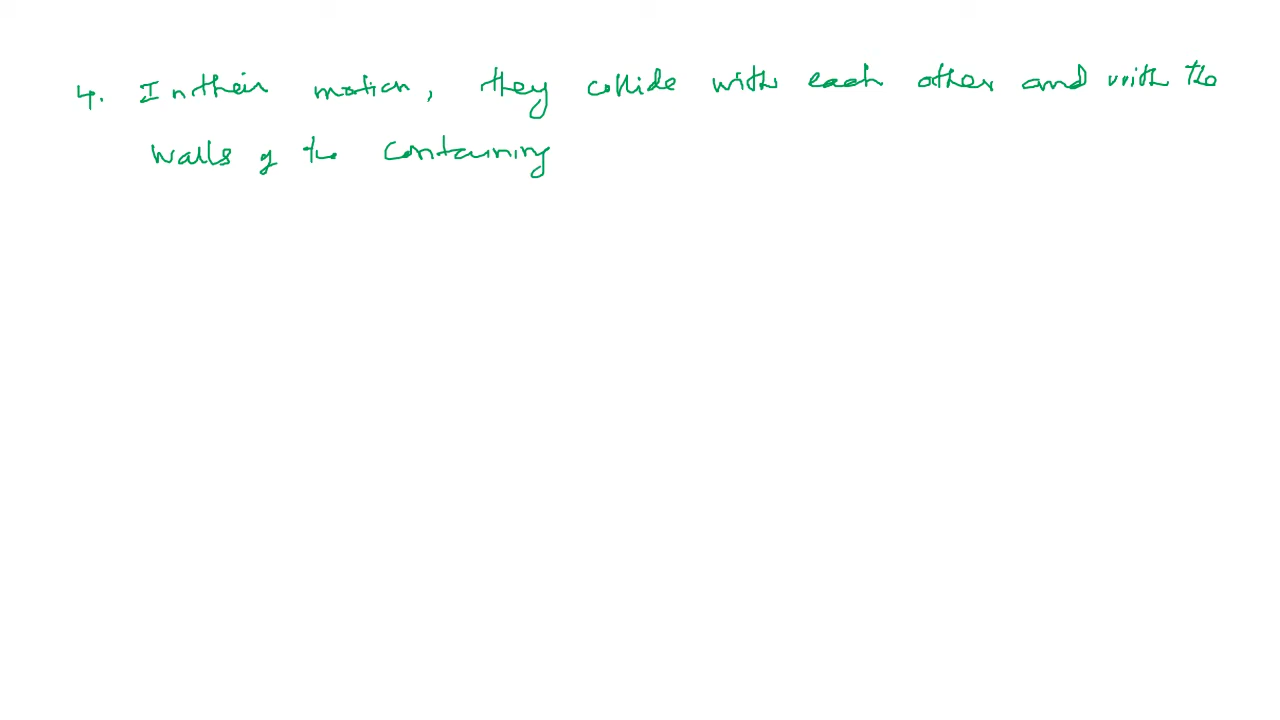 4. In their motion, they collide with each other and with the
walls of the containing